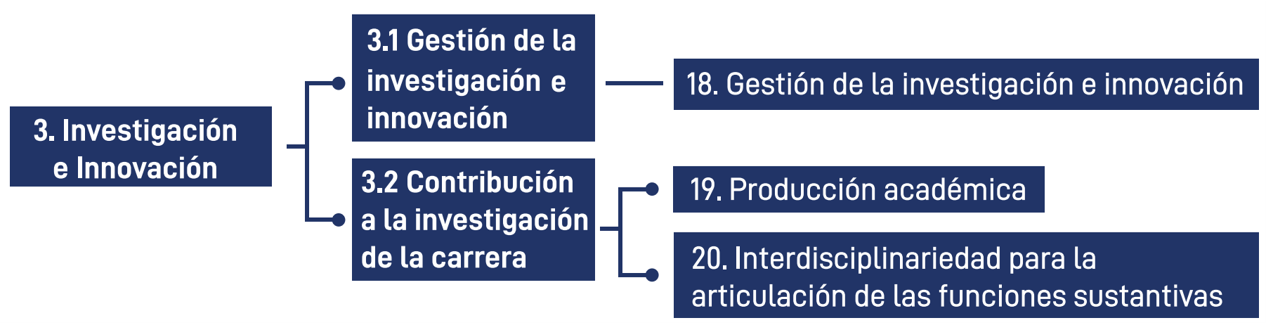 3. Investigación
e Innovación
3.1 Gestión de la
investigación e
innovación
18. Gestión de la investigación e innovación
3.2 Contribución
a la investigación
de la carrera
19. Producción académica
20. Interdisciplinariedad para la
articulación de las funciones sustantivas